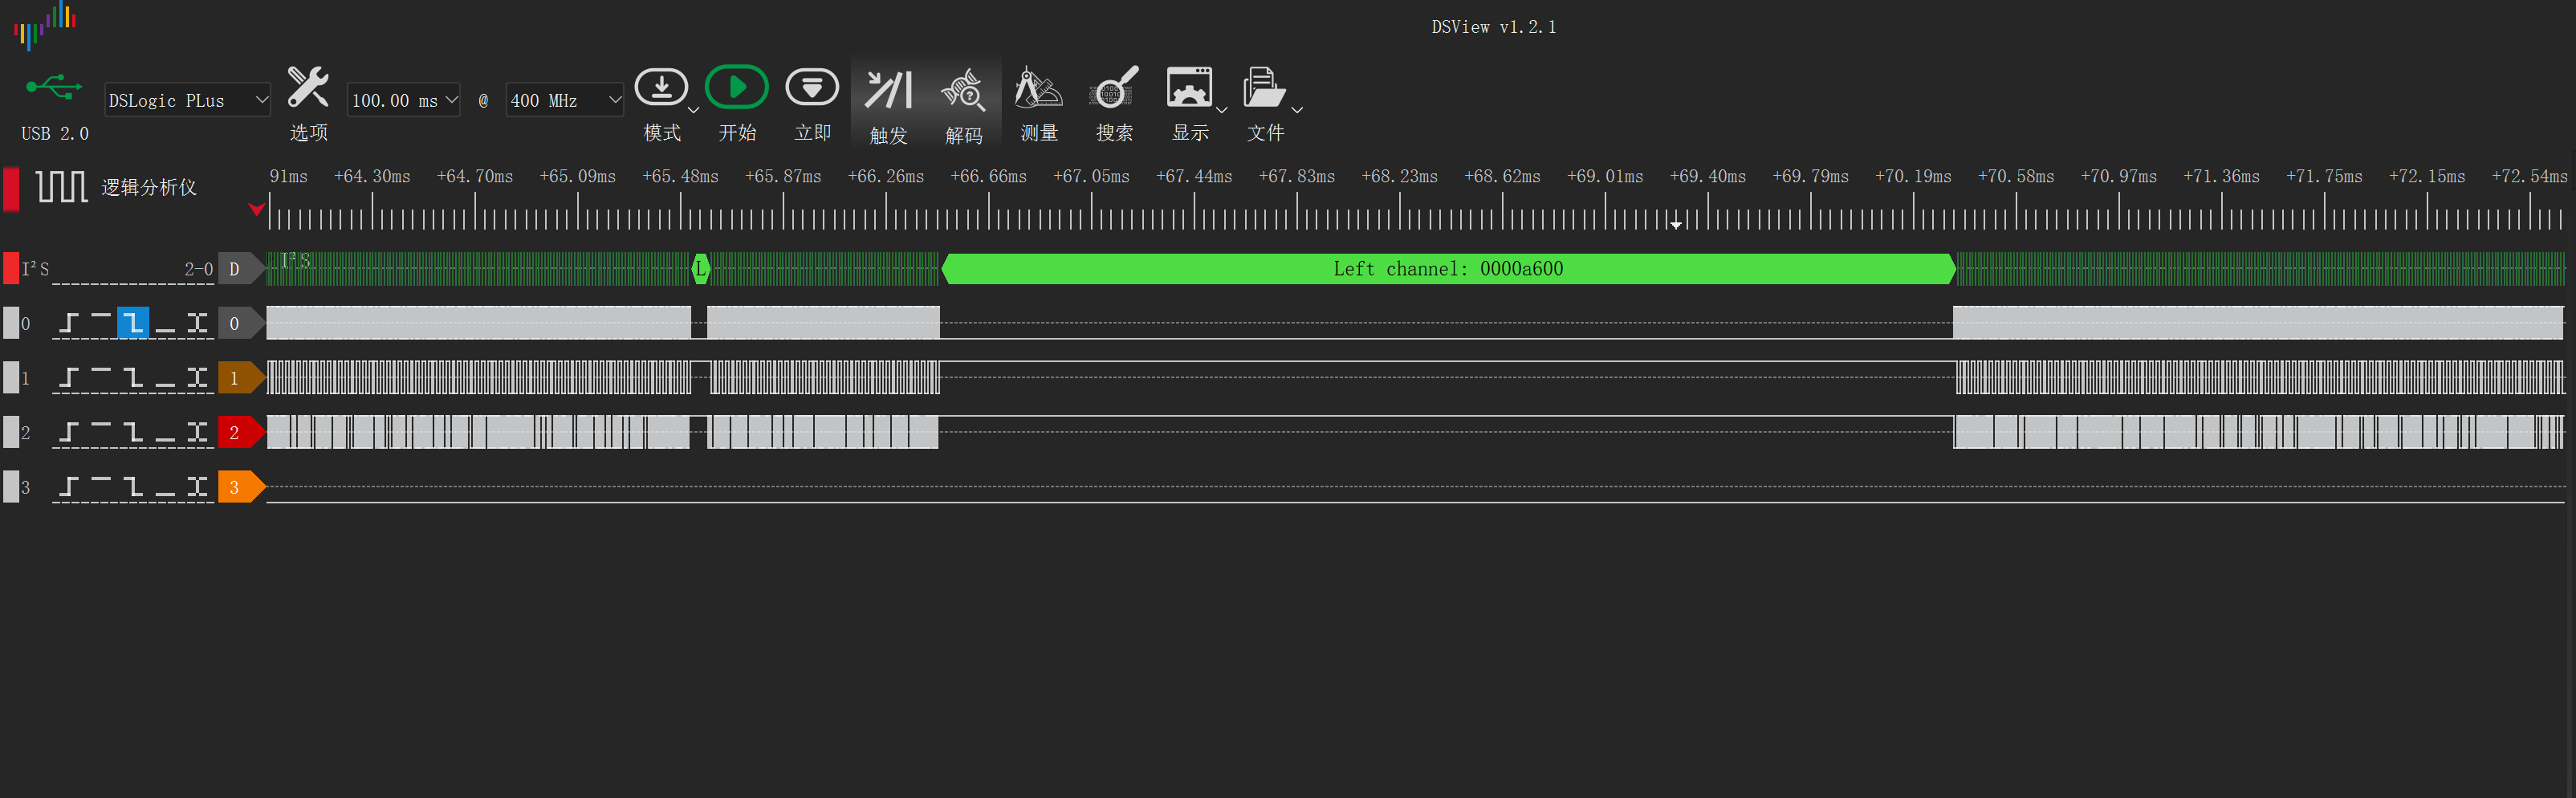 DSView v1.2.1
DSLogic PLus 100.00 ms @ 400 MHz
USB 2.0 选项 模式 开始 立即 触发 解码 测量 搜索 显示 文件
逻辑分析仪
91ms +64.30ms +64.70ms +65.09ms +65.48ms +65.87ms +66.26ms +66.66ms +67.05ms +67.44ms +67.83ms +68.23ms +68.62ms +69.01ms +69.40ms +69.79ms +70.19ms +70.58ms +70.97ms +71.36ms +71.75ms +72.15ms +72.54ms
I²S 2-0 D I²S L Left channel: 0000a600
0 0
1 1
2 2
3 3